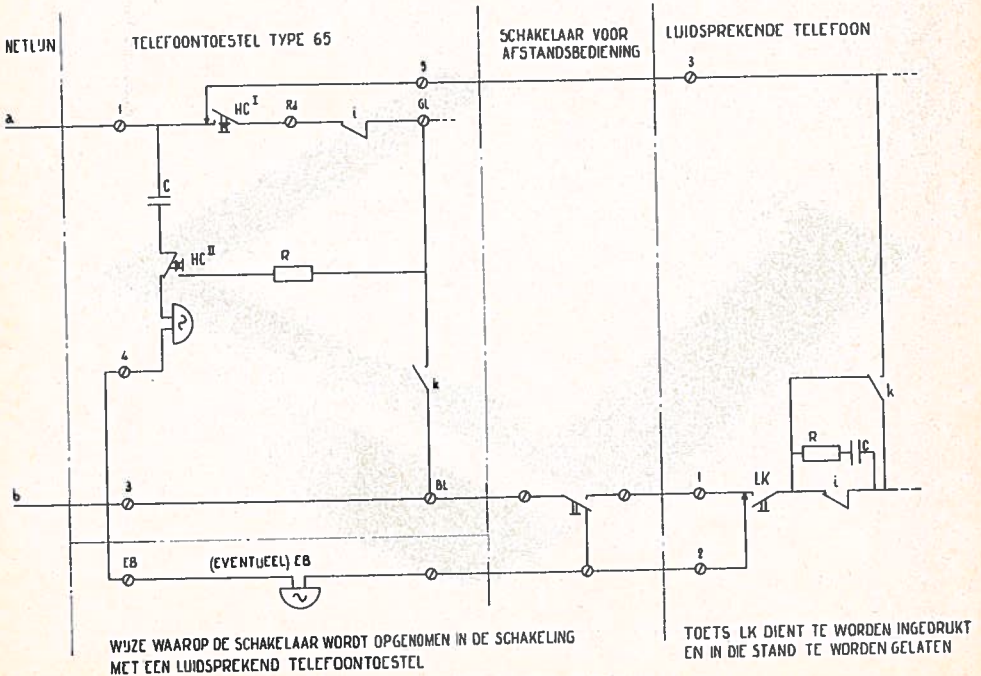 NETLIJN
TELEFOONTOESTEL TYPE 65
SCHAKELAAR VOOR
AFSTANDSBEDIENING
LUIDSPREKENDE TELEFOON
5
3
a
1
HC I
Rd
i
GL
C
HC II
R
4
k
k
R
C
b
3
BL
1
LK
i
EB
(EVENTUEEL) EB
2
WIJZE WAAROP DE SCHAKELAAR WORDT OPGENOMEN IN DE SCHAKELING
MET EEN LUIDSPREKEND TELEFOONTOESTEL
TOETS LK DIENT TE WORDEN INGEDRUKT
EN IN DIE STAND TE WORDEN GELATEN